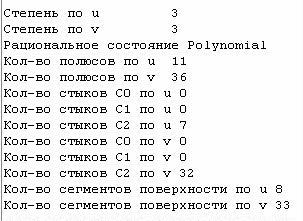 Степень по u 3
Степень по v 3
Рациональное состояние Polynomial
Кол-во полюсов по u 11
Кол-во полюсов по v 36
Кол-во стыков C0 по u 0
Кол-во стыков C1 по u 0
Кол-во стыков C2 по u 7
Кол-во стыков C0 по v 0
Кол-во стыков C1 по v 0
Кол-во стыков C2 по v 32
Кол-во сегментов поверхности по u 8
Кол-во сегментов поверхности по v 33